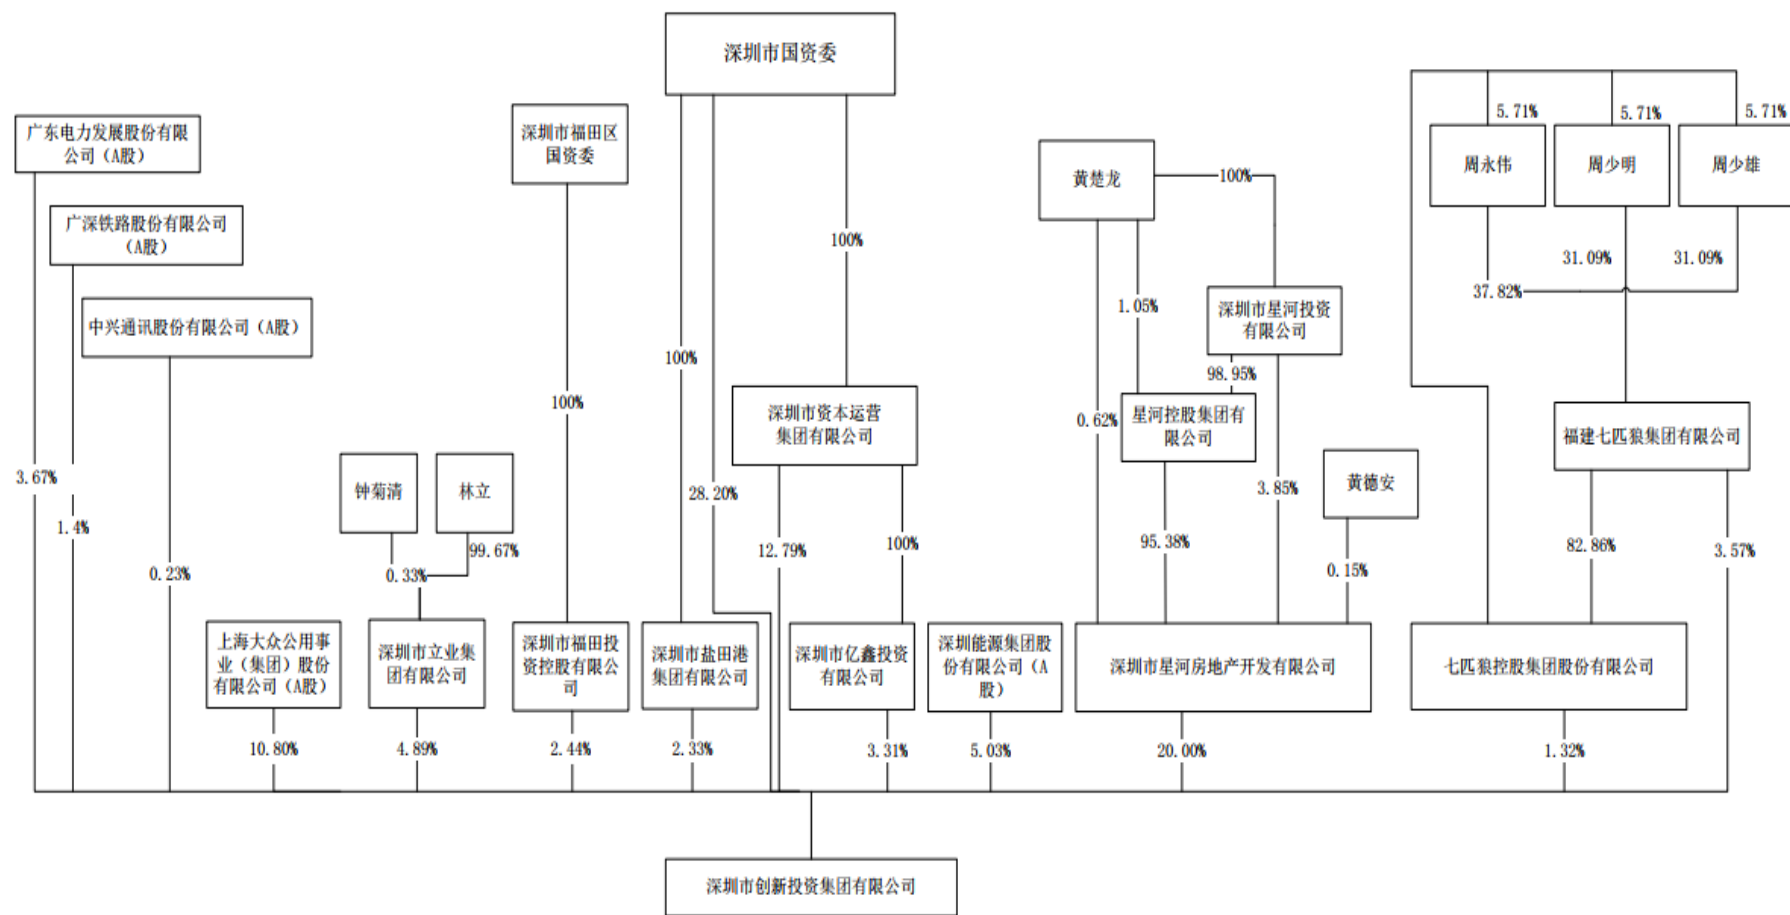 深圳市国资委
5.71%
5.71%
5.71%
广东电力发展股份有限
公司（A股）
深圳市福田区
国资委
周永伟
周少明
周少雄
黄楚龙
100%
广深铁路股份有限公司
（A股）
100%
31.09%
31.09%
37.82%
1.05%
深圳市星河投资
有限公司
中兴通讯股份有限公司（A股）
100%
98.95%
100%
0.62%
深圳市资本运营
集团有限公司
星河控股集团有
限公司
福建七匹狼集团有限公司
3.67%
钟菊清
林立
28.20%
3.85%
黄德安
1.4%
99.67%
12.79%
100%
95.38%
82.86%
3.57%
0.23%
0.33%
0.15%
上海大众公用事
业（集团）股份
有限公司（A股）
深圳市立业集
团有限公司
深圳市福田投
资控股有限公
司
深圳市盐田港
集团有限公司
深圳市亿鑫投资
有限公司
深圳能源集团股
份有限公司（A
股）
深圳市星河房地产开发有限公司
七匹狼控股集团股份有限公司
10.80%
4.89%
2.44%
2.33%
3.31%
5.03%
20.00%
1.32%
深圳市创新投资集团有限公司